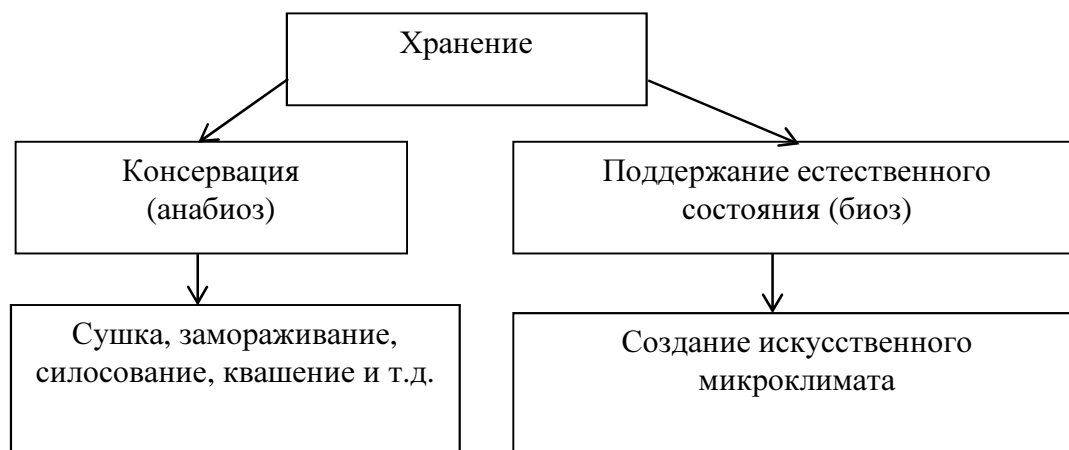 Хранение
Консервация
(анабиоз)
Поддержание естественного
состояния (биоз)
Сушка, замораживание,
силосование, квашение и т.д.
Создание искусственного
микроклимата